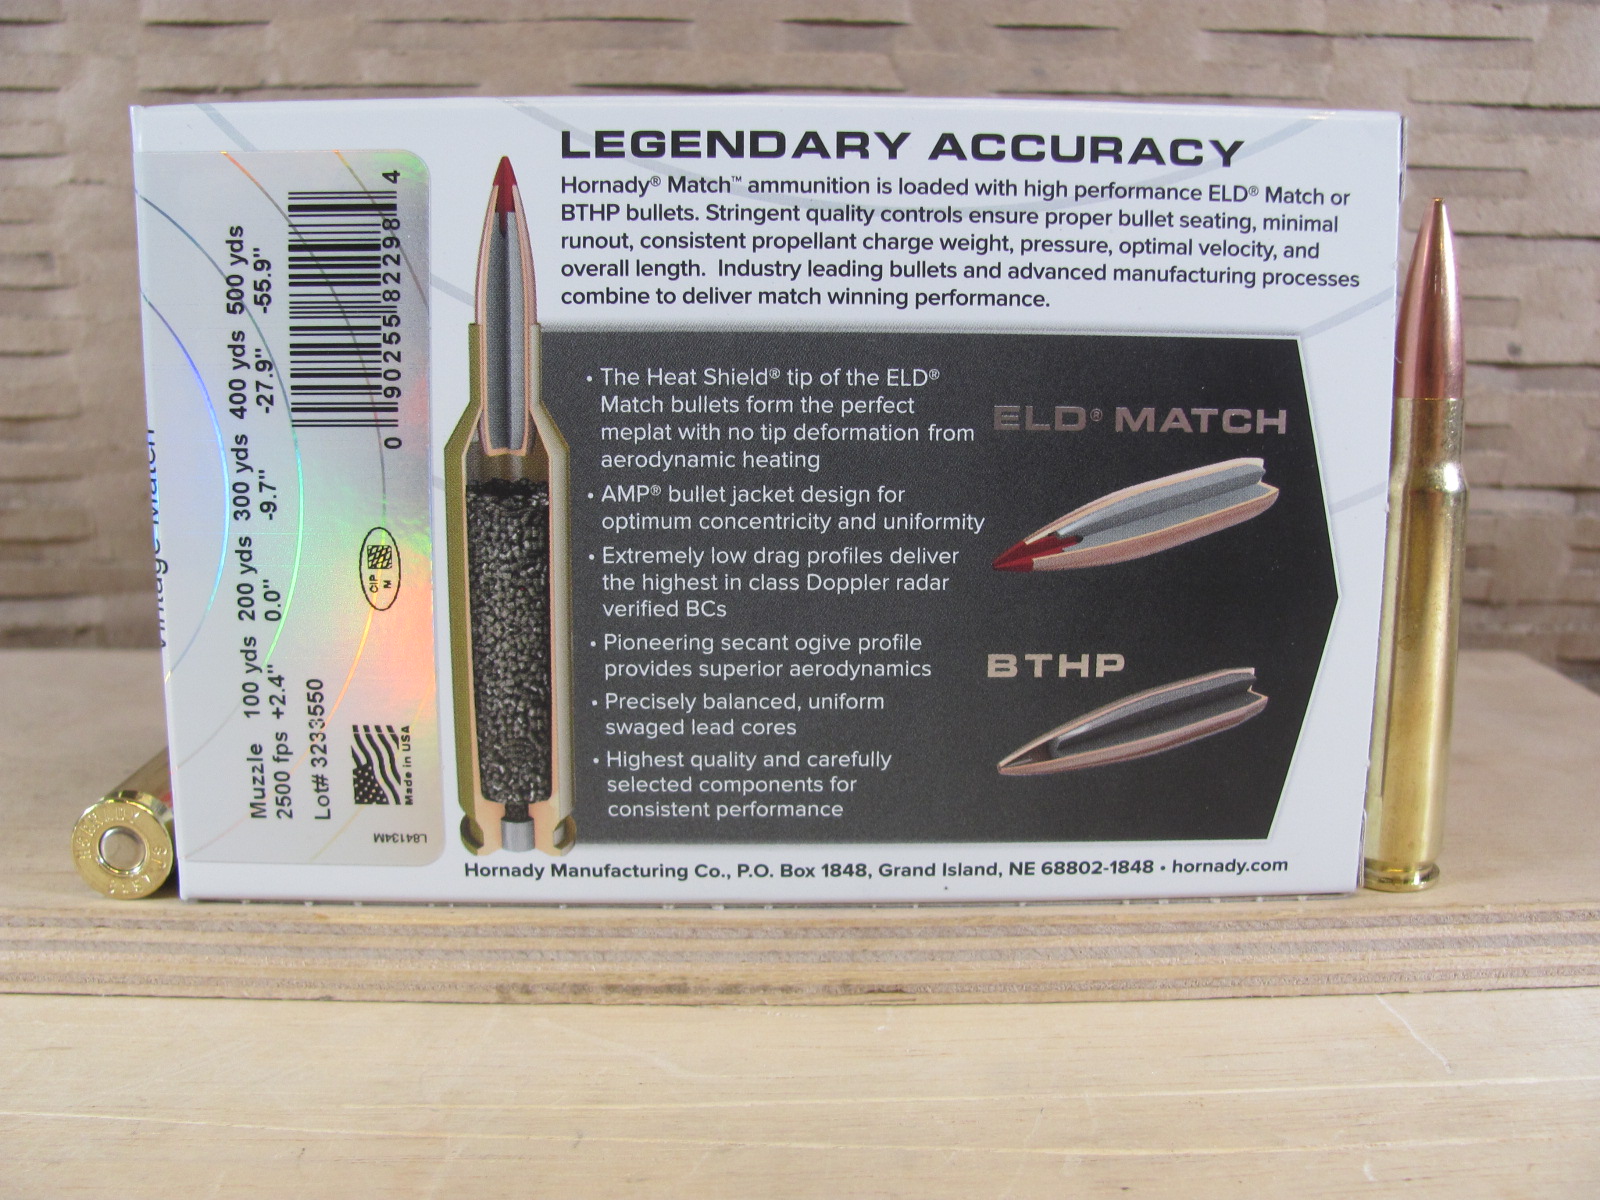 LEGENDARY ACCURACY
Hornady® Match™ ammunition is loaded with high performance ELD® Match or
BTHP bullets. Stringent quality controls ensure proper bullet seating, minimal
runout, consistent propellant charge weight, pressure, optimal velocity, and
overall length. Industry leading bullets and advanced manufacturing processes
combine to deliver match winning performance.
• The Heat Shield® tip of the ELD®
Match bullets form the perfect
meplat with no tip deformation from
aerodynamic heating
• AMP® bullet jacket design for
optimum concentricity and uniformity
• Extremely low drag profiles deliver
the highest in class Doppler radar
verified BCs
• Pioneering secant ogive profile
provides superior aerodynamics
• Precisely balanced, uniform
swaged lead cores
• Highest quality and carefully
selected components for
consistent performance
ELD® MATCH
BTHP
Hornady Manufacturing Co., P.O. Box 1848, Grand Island, NE 68802-1848 • hornady.com
Vintage Match
Muzzle 100 yds 200 yds 300 yds 400 yds 500 yds
2500 fps +2.4" 0.0" -9.7" -27.9" -55.9"
Lot# 3233550
Made in USA
CIP
M
0 90255 82298 4
L84134M
HORNADY